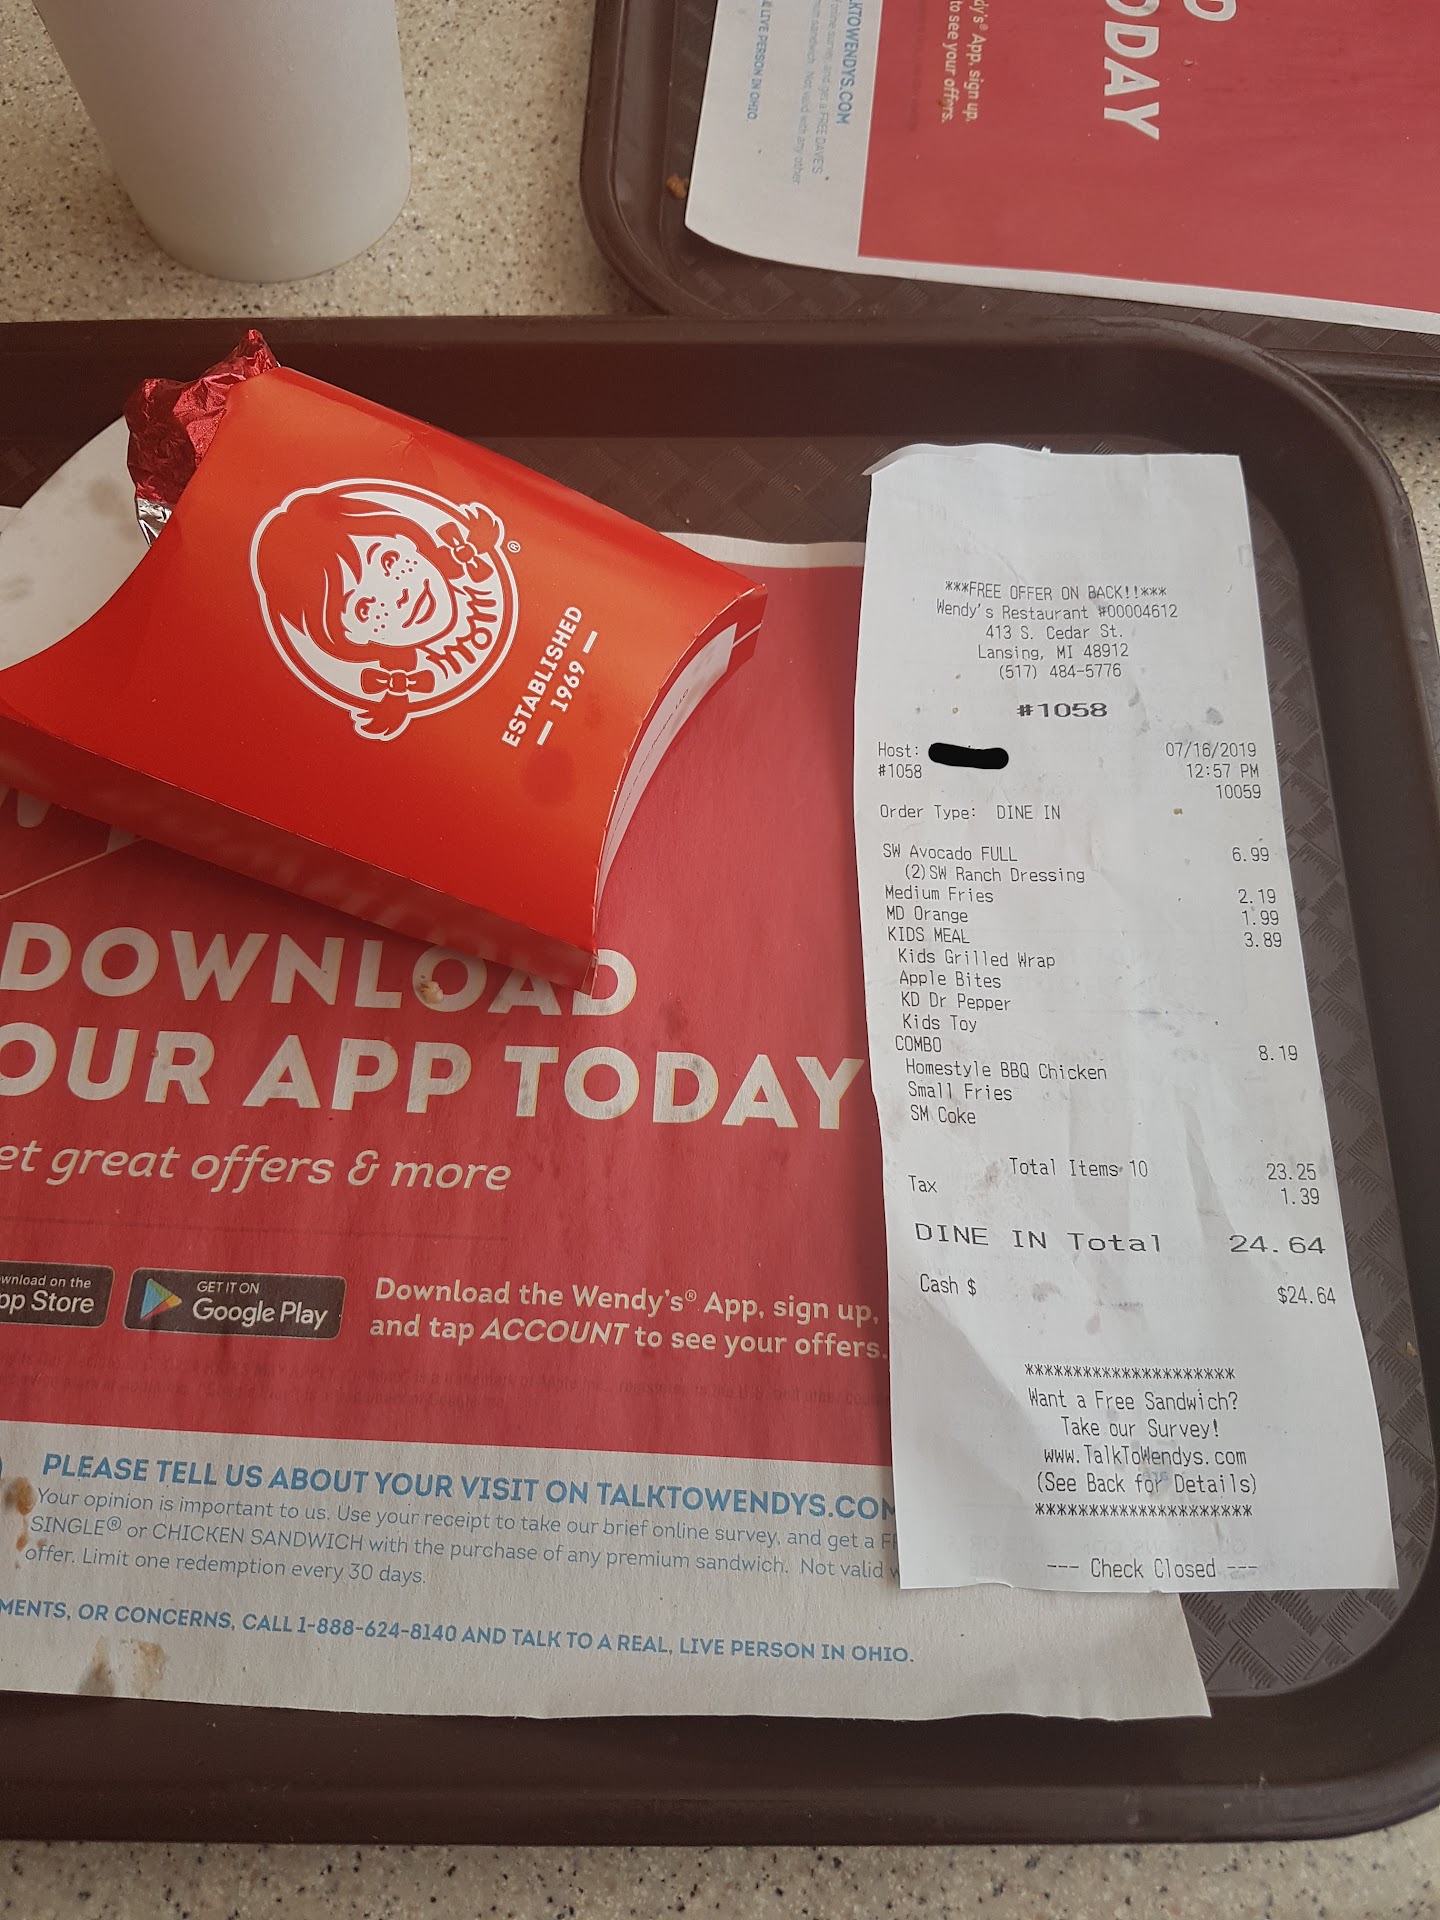 KTOWENDYS.COM
LIVE PERSON IN OHIO.
dy's® App, sign up,
to see your offers.
ODAY
Wendy's
®
ESTABLISHED
— 1969 —
DOWNLOAD
OUR APP TODAY
et great offers & more
wnload on the
pp Store
GET IT ON
Google Play
Download the Wendy's® App, sign up,
and tap ACCOUNT to see your offers.
PLEASE TELL US ABOUT YOUR VISIT ON TALKTOWENDYS.COM
Your opinion is important to us. Use your receipt to take our brief online survey, and get a F
SINGLE® or CHICKEN SANDWICH with the purchase of any premium sandwich. Not valid w
offer. Limit one redemption every 30 days.
MENTS, OR CONCERNS, CALL 1-888-624-8140 AND TALK TO A REAL, LIVE PERSON IN OHIO.
***FREE OFFER ON BACK!!***
Wendy's Restaurant #00004612
413 S. Cedar St.
Lansing, MI 48912
(517) 484-5776
#1058
Host: 07/16/2019
#1058 12:57 PM
10059
Order Type: DINE IN
SW Avocado FULL 6.99
(2)SW Ranch Dressing
Medium Fries 2.19
MD Orange 1.99
KIDS MEAL 3.89
Kids Grilled Wrap
Apple Bites
KD Dr Pepper
Kids Toy
COMBO 8.19
Homestyle BBQ Chicken
Small Fries
SM Coke
Total Items 10 23.25
Tax 1.39
DINE IN Total 24.64
Cash $ $24.64
********************
Want a Free Sandwich?
Take our Survey!
www.TalkToWendys.com
(See Back for Details)
********************
--- Check Closed ---